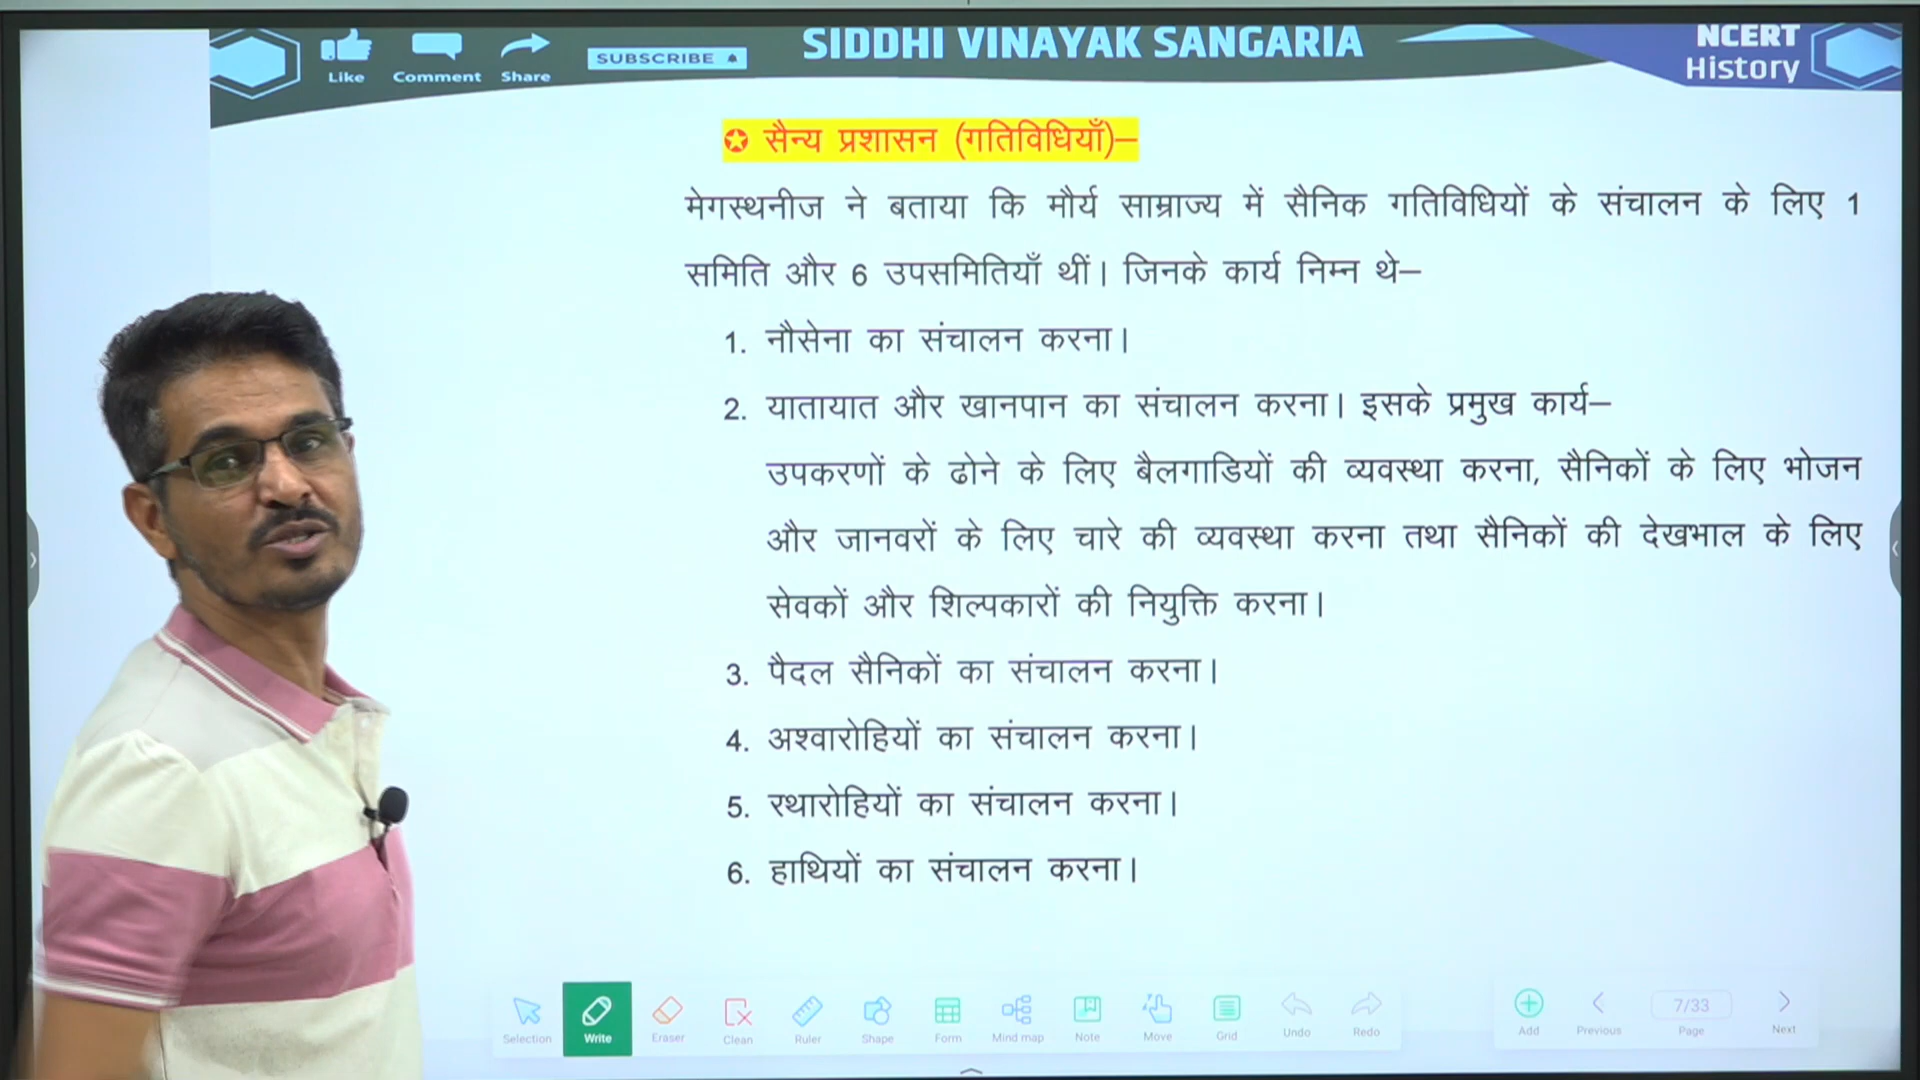 Like
Comment
Share
SUBSCRIBE
SIDDHI VINAYAK SANGARIA
NCERT
History
सैन्य प्रशासन (गतिविधियाँ)–
मेगस्थनीज ने बताया कि मौर्य साम्राज्य में सैनिक गतिविधियों के संचालन के लिए 1
समिति और 6 उपसमितियाँ थीं। जिनके कार्य निम्न थे–
1. नौसेना का संचालन करना।
2. यातायात और खानपान का संचालन करना। इसके प्रमुख कार्य–
उपकरणों के ढोने के लिए बैलगाडियों की व्यवस्था करना, सैनिकों के लिए भोजन
और जानवरों के लिए चारे की व्यवस्था करना तथा सैनिकों की देखभाल के लिए
सेवकों और शिल्पकारों की नियुक्ति करना।
3. पैदल सैनिकों का संचालन करना।
4. अश्वारोहियों का संचालन करना।
5. रथारोहियों का संचालन करना।
6. हाथियों का संचालन करना।
Selection
Write
Eraser
Clean
Ruler
Shape
Form
Mind map
Note
Move
Grid
Undo
Redo
Add
Previous
7/33
Page
Next